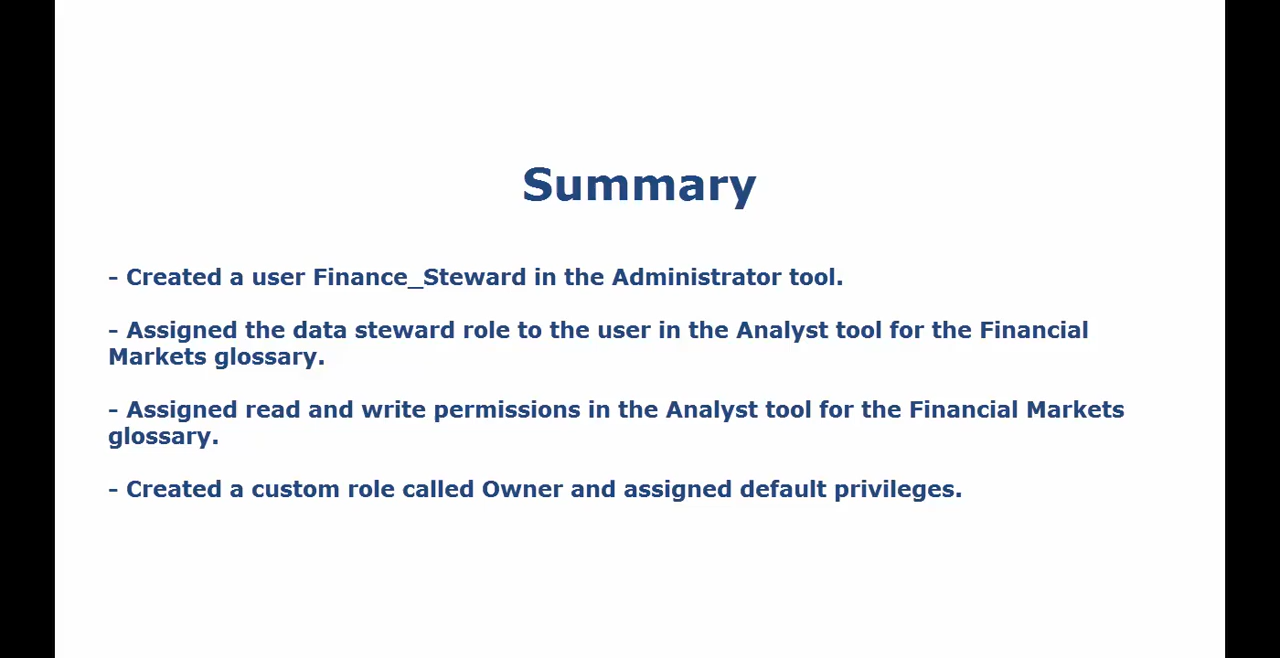 Summary
- Created a user Finance_Steward in the Administrator tool.
- Assigned the data steward role to the user in the Analyst tool for the Financial
Markets glossary.
- Assigned read and write permissions in the Analyst tool for the Financial Markets
glossary.
- Created a custom role called Owner and assigned default privileges.